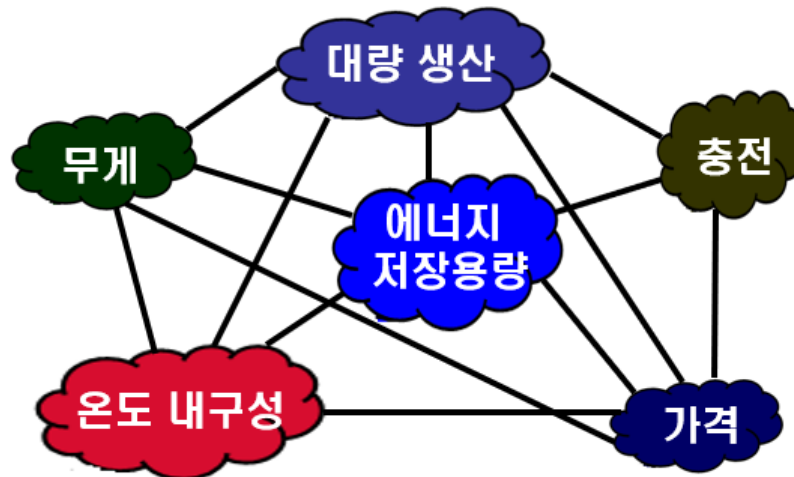 대량 생산
무게
충전
에너지
저장용량
온도 내구성
가격